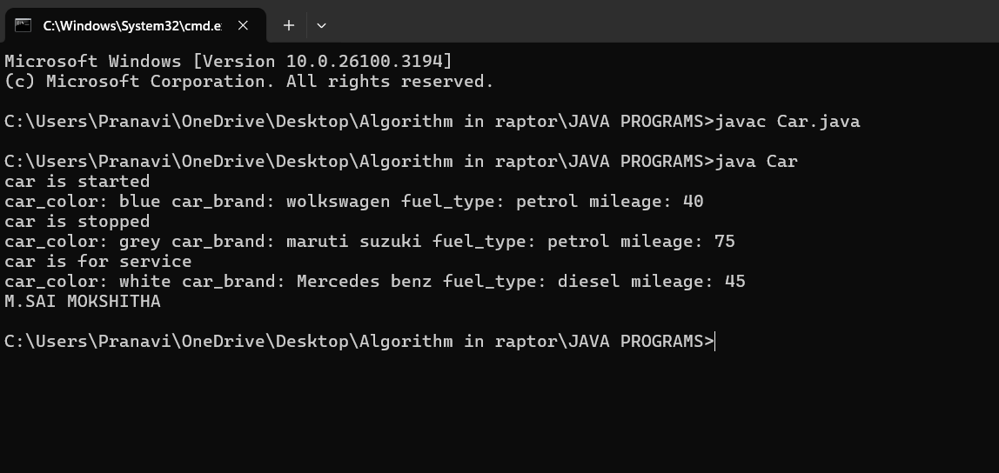 C:\Windows\System32\cmd.e
Microsoft Windows [Version 10.0.26100.3194]
(c) Microsoft Corporation. All rights reserved.
C:\Users\Pranavi\OneDrive\Desktop\Algorithm in raptor\JAVA PROGRAMS>javac Car.java
C:\Users\Pranavi\OneDrive\Desktop\Algorithm in raptor\JAVA PROGRAMS>java Car
car is started
car_color: blue car_brand: wolkswagen fuel_type: petrol mileage: 40
car is stopped
car_color: grey car_brand: maruti suzuki fuel_type: petrol mileage: 75
car is for service
car_color: white car_brand: Mercedes benz fuel_type: diesel mileage: 45
M.SAI MOKSHITHA
C:\Users\Pranavi\OneDrive\Desktop\Algorithm in raptor\JAVA PROGRAMS>